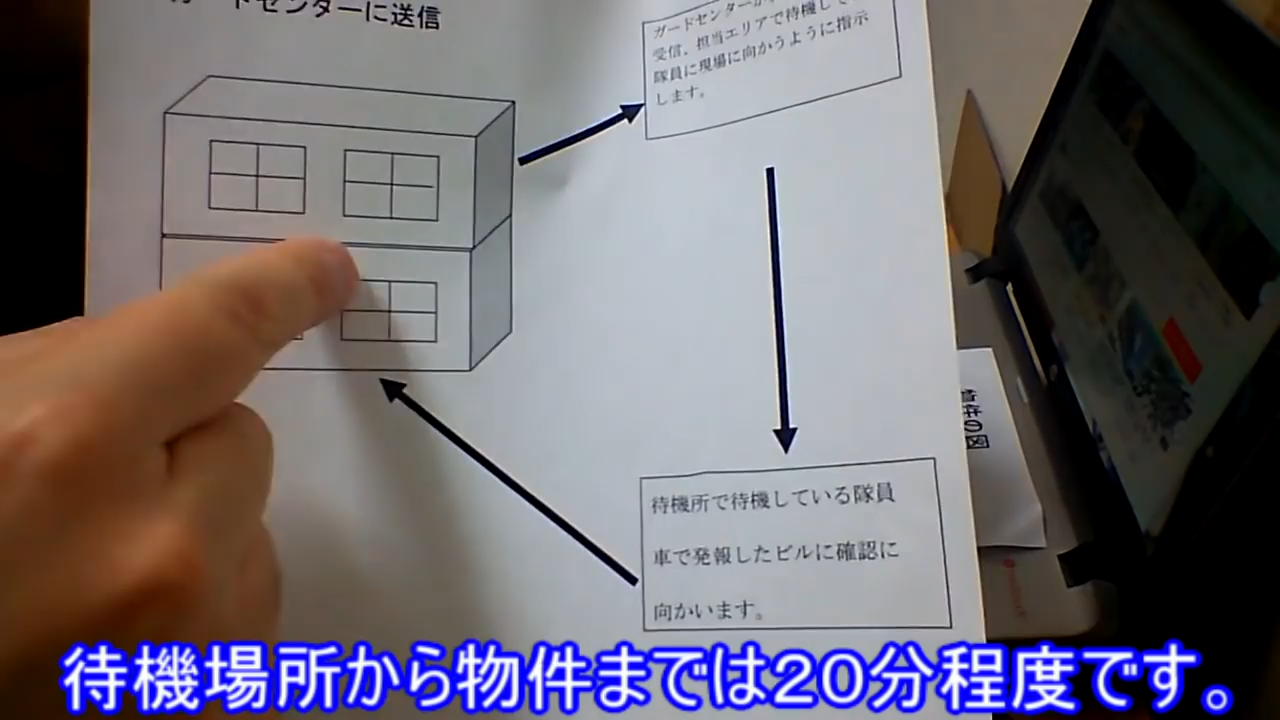 ガードセンターに送信
ガードセンターが
受信、担当エリアで待機して
隊員に現場に向かうように指示
します。
待機所で待機している隊員
車で発報したビルに確認に
向かいます。
の図
待機場所から物件までは20分程度です。